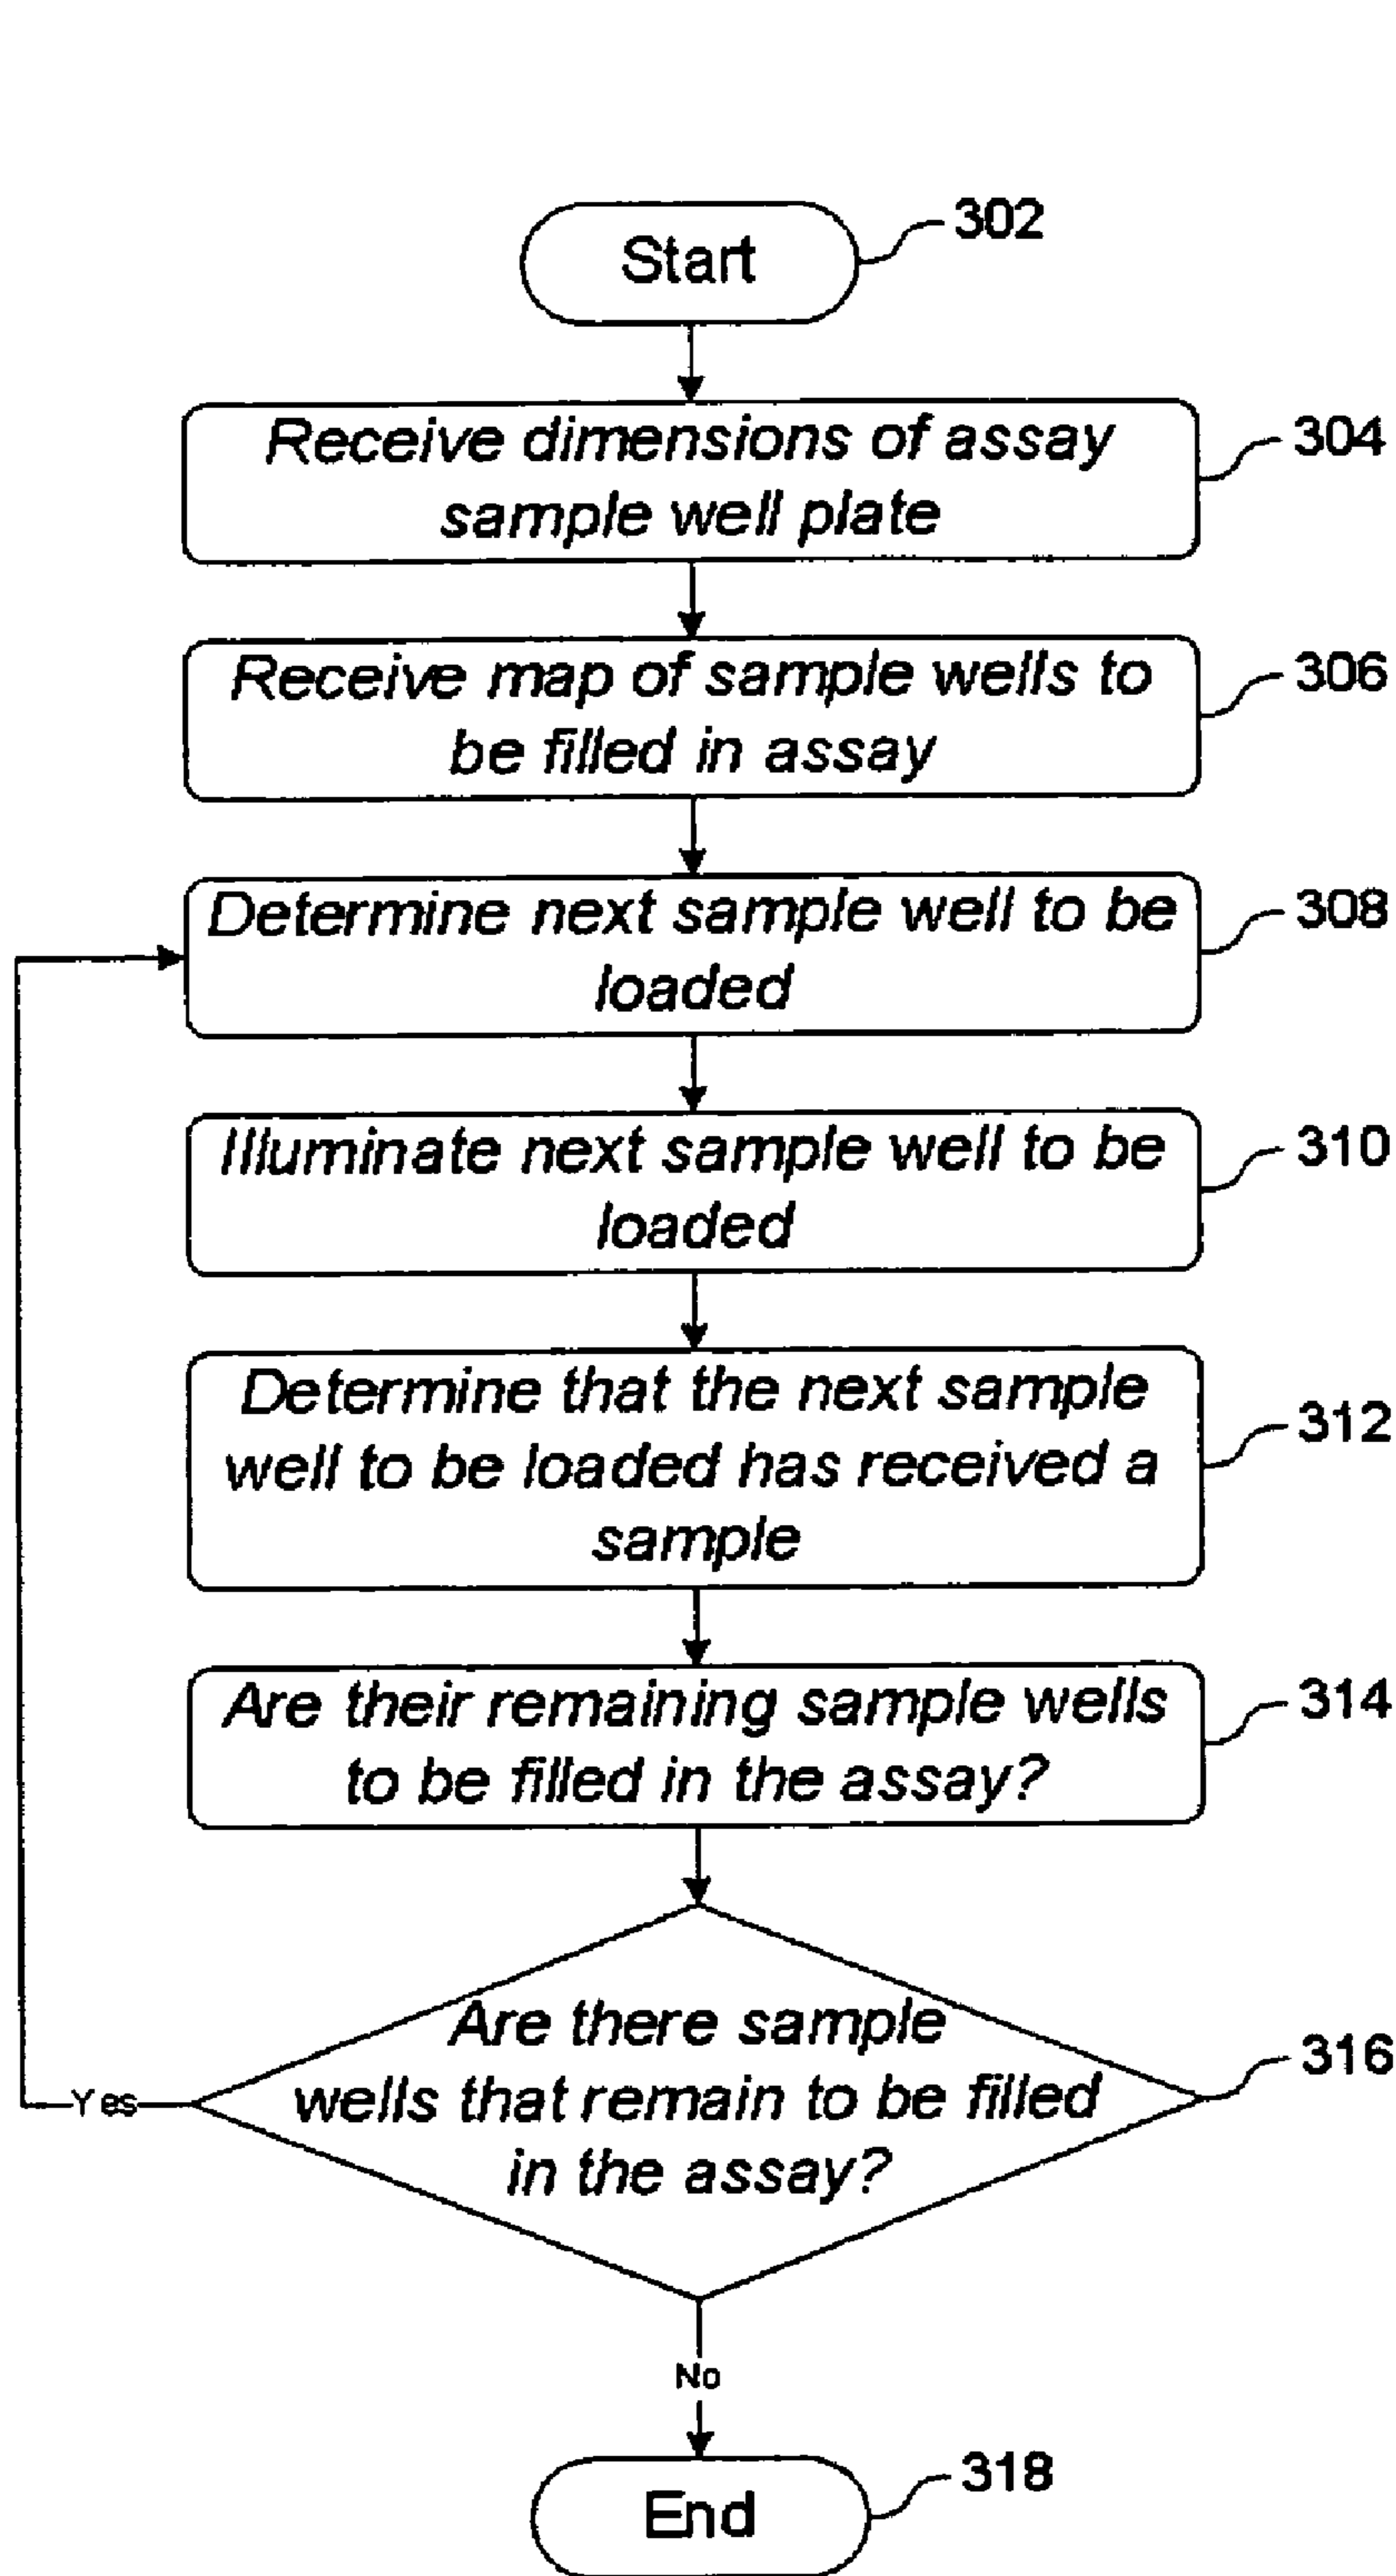 Start
302
Receive dimensions of assay
sample well plate
304
Receive map of sample wells to
be filled in assay
306
Determine next sample well to be
loaded
308
Illuminate next sample well to be
loaded
310
Determine that the next sample
well to be loaded has received a
sample
312
Are their remaining sample wells
to be filled in the assay?
314
Are there sample
wells that remain to be filled
in the assay?
316
Yes
No
End
318